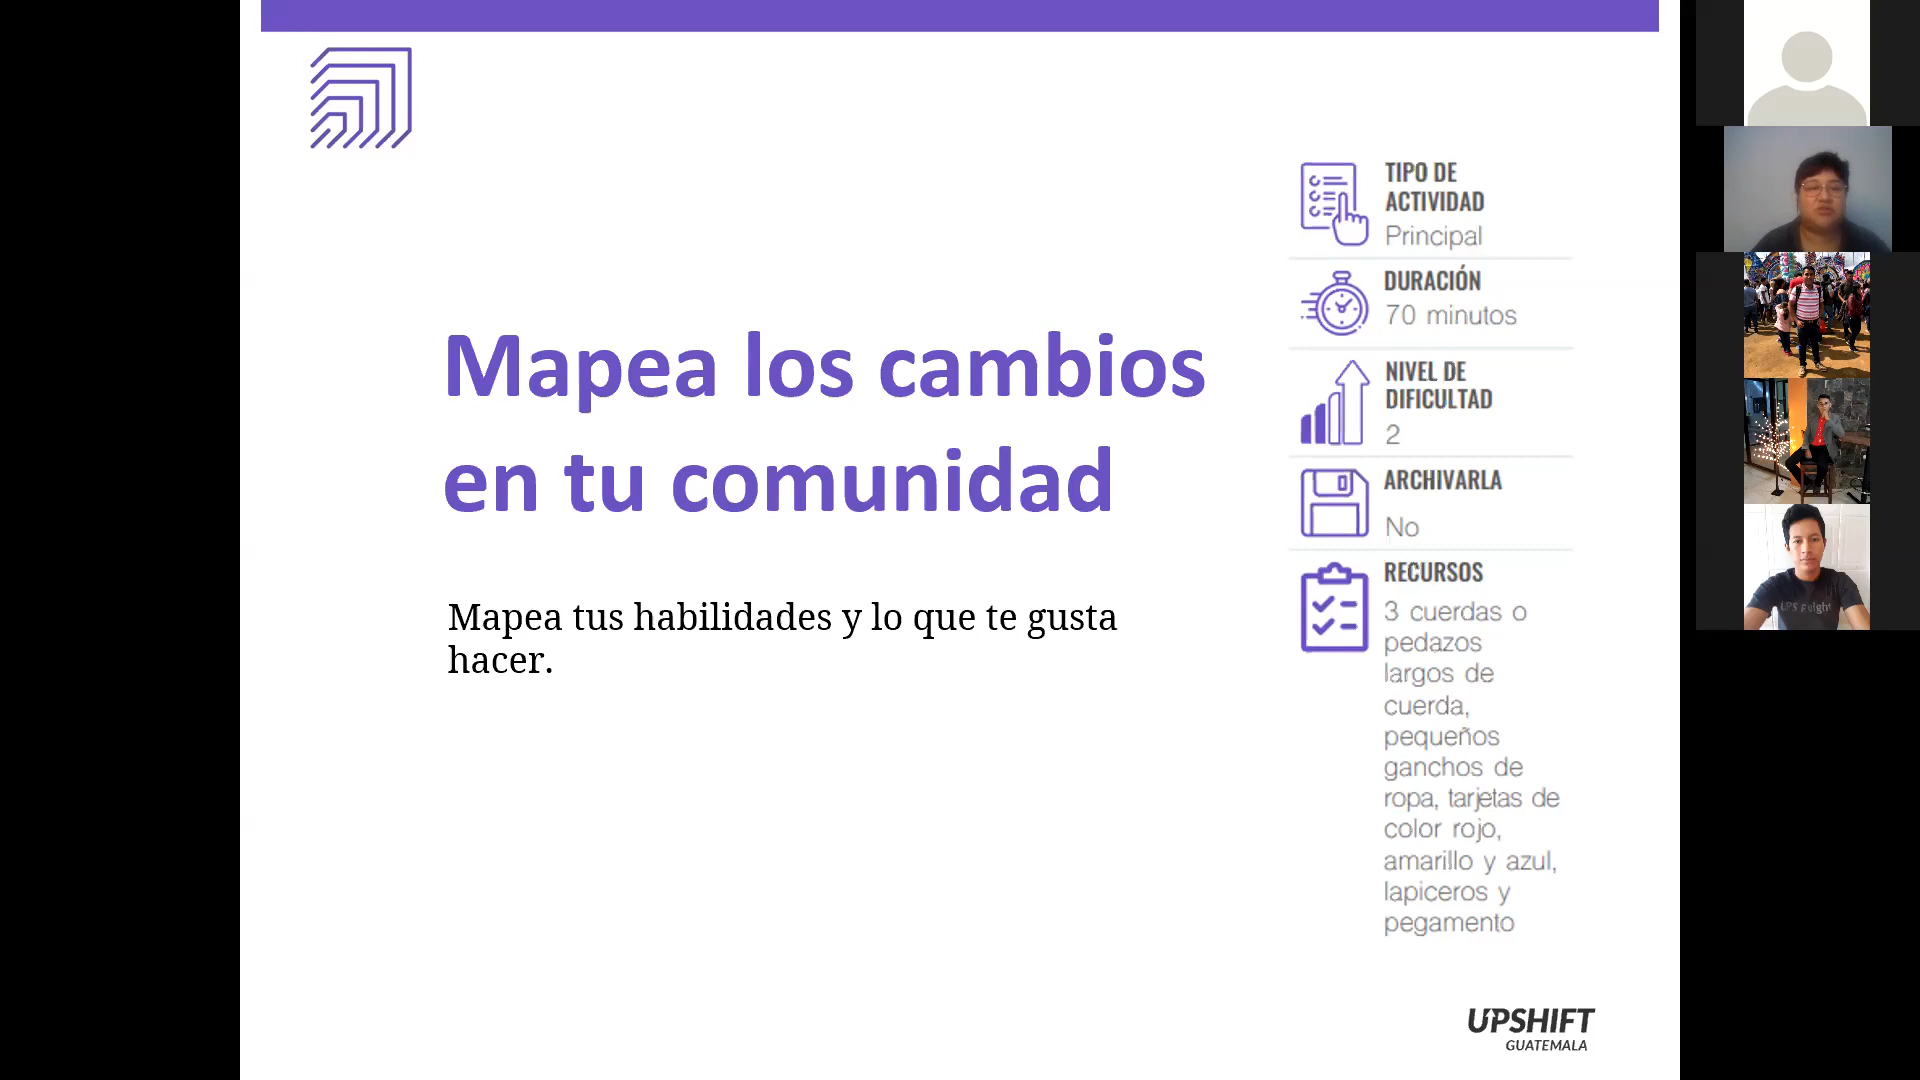 Mapea los cambios
en tu comunidad
Mapea tus habilidades y lo que te gusta
hacer.
TIPO DE
ACTIVIDAD
Principal
DURACIÓN
70 minutos
NIVEL DE
DIFICULTAD
2
ARCHIVARLA
No
RECURSOS
3 cuerdas o
pedazos
largos de
cuerda,
pequeños
ganchos de
ropa, tarjetas de
color rojo,
amarillo y azul,
lapiceros y
pegamento
UPSHIFT
GUATEMALA